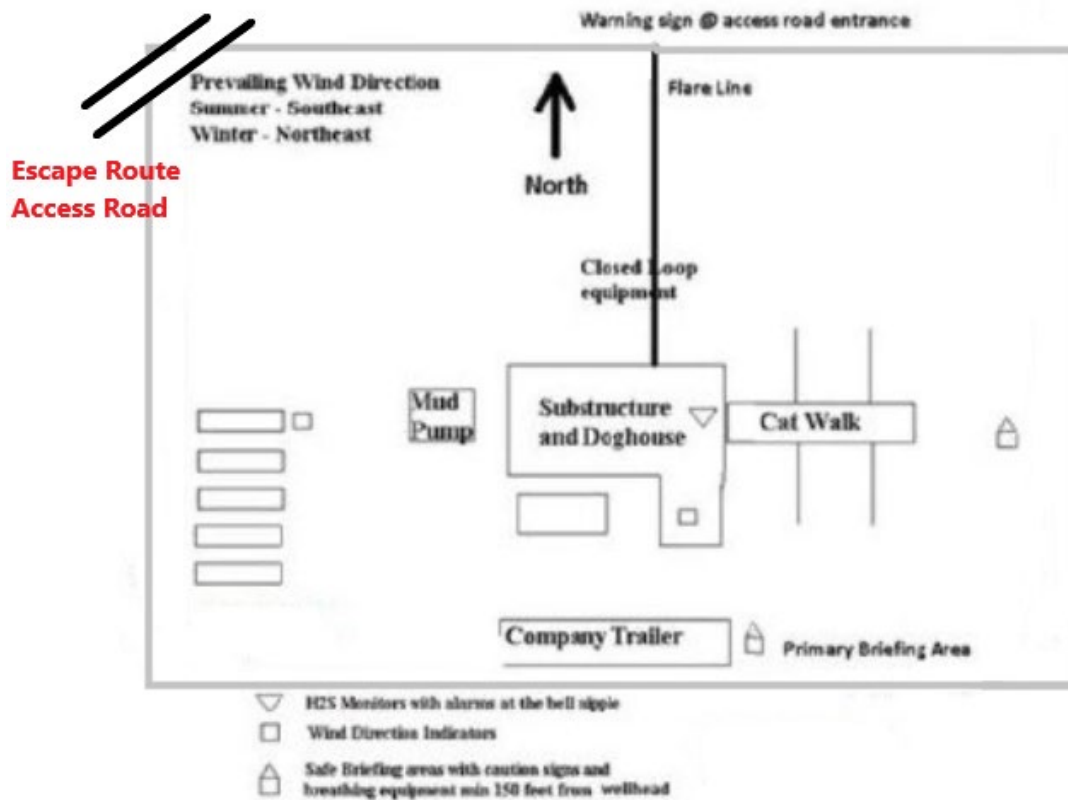 Warning sign @ access road entrance
Prevailing Wind Direction
Summer - Southeast
Winter - Northeast
Flare Line
Escape Route
Access Road
North
Closed Loop
equipment
Mud
Pump
Substructure
and Doghouse
Cat Walk
Company Trailer
Primary Briefing Area
H2S Monitors with alarms at the bell nipple
Wind Direction Indicators
Safe Briefing areas with caution signs and
breathing equipment min 150 feet from wellhead